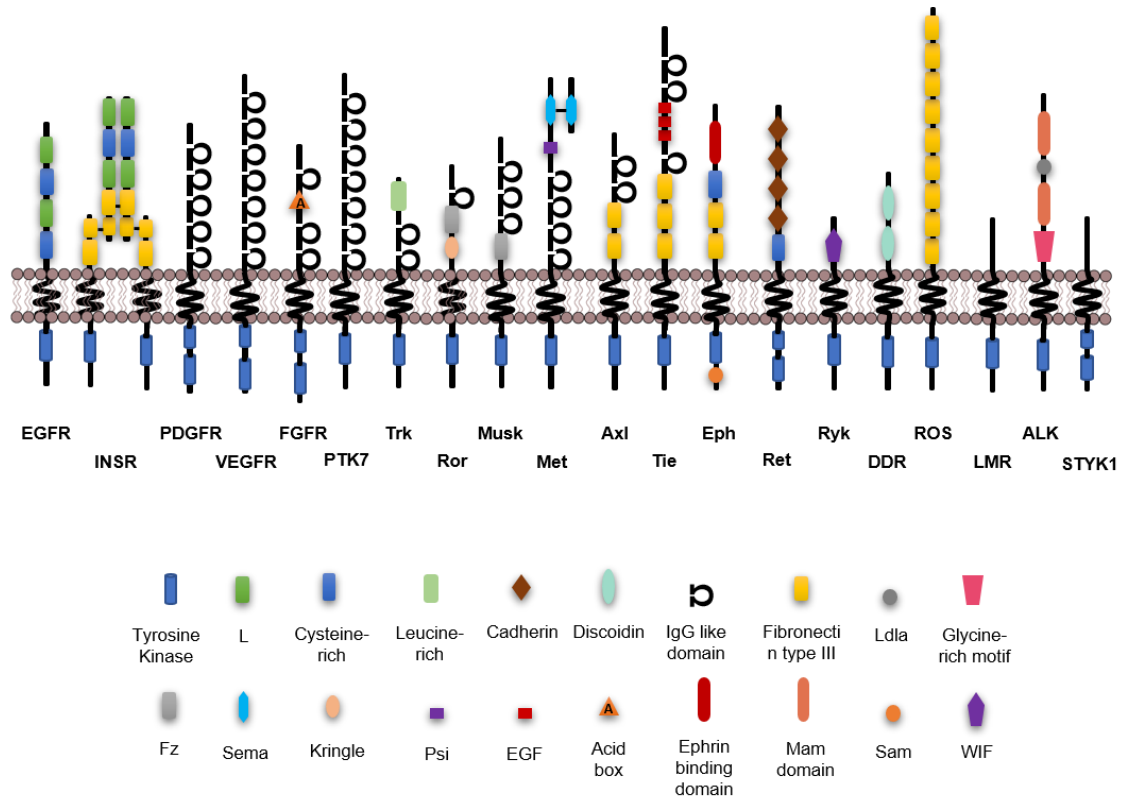 A
EGFR PDGFR FGFR Trk Musk Axl Eph Ryk ROS ALK
INSR VEGFR PTK7 Ror Met Tie Ret DDR LMR STYK1
Tyrosine
Kinase
L
Cysteine-
rich
Leucine-
rich
Cadherin
Discoidin
IgG like
domain
Fibronecti
n type III
Ldla
Glycine-
rich motif
Fz
Sema
Kringle
Psi
EGF
A
Acid
box
Ephrin
binding
domain
Mam
domain
Sam
WIF